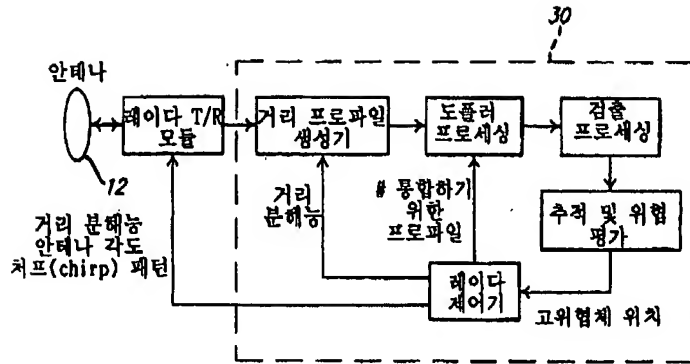 30
안테나
레이다 T/R
모듈
거리 프로파일
생성기
도플러
프로세싱
검출
프로세싱
12
거리
분해능
# 통합하기
위한
프로파일
추적 및 위협
평가
거리 분해능
안테나 각도
처프(chirp) 패턴
레이다
제어기
고위협체 위치